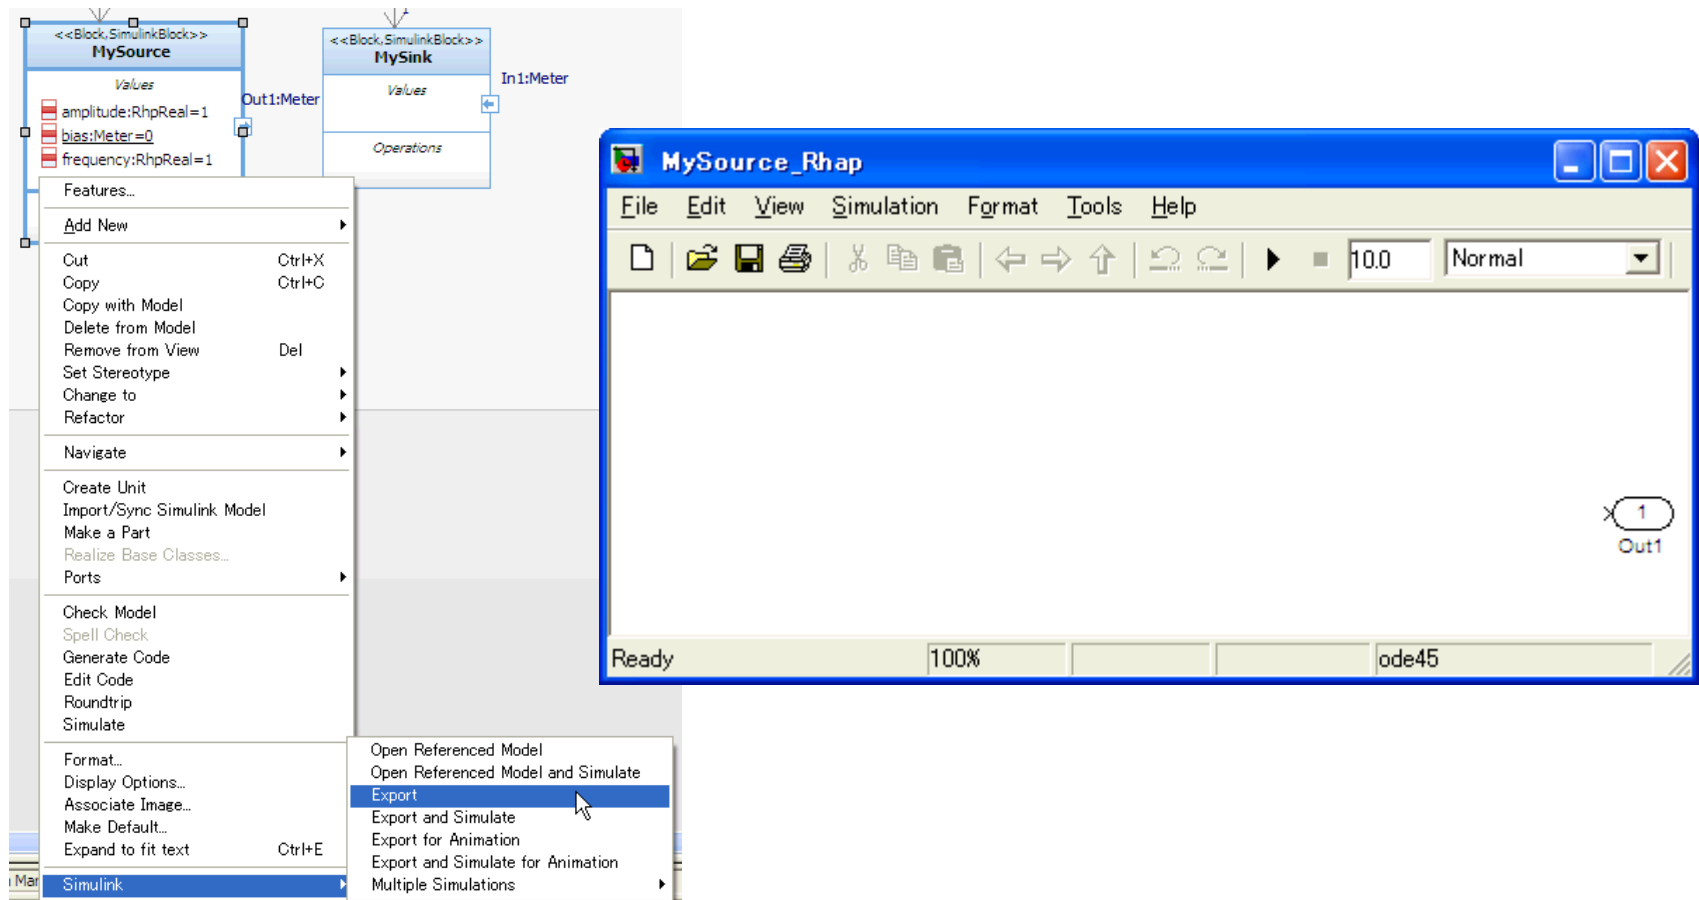 <<Block,SimulinkBlock>>
MySource
Values
amplitude:RhpReal=1
bias:Meter=0
frequency:RhpReal=1
Out1:Meter
1
<<Block,SimulinkBlock>>
MySink
Values
Operations
In1:Meter
Features...
Add New
Cut Ctrl+X
Copy Ctrl+C
Copy with Model
Delete from Model
Remove from View Del
Set Stereotype
Change to
Refactor
Navigate
Create Unit
Import/Sync Simulink Model
Make a Part
Realize Base Classes...
Ports
Check Model
Spell Check
Generate Code
Edit Code
Roundtrip
Simulate
Format...
Display Options...
Associate Image...
Make Default...
Expand to fit text Ctrl+E
Simulink
Mar
Open Referenced Model
Open Referenced Model and Simulate
Export
Export and Simulate
Export for Animation
Export and Simulate for Animation
Multiple Simulations
MySource_Rhap
File Edit View Simulation Format Tools Help
10.0 Normal
1
Out1
Ready 100% ode45